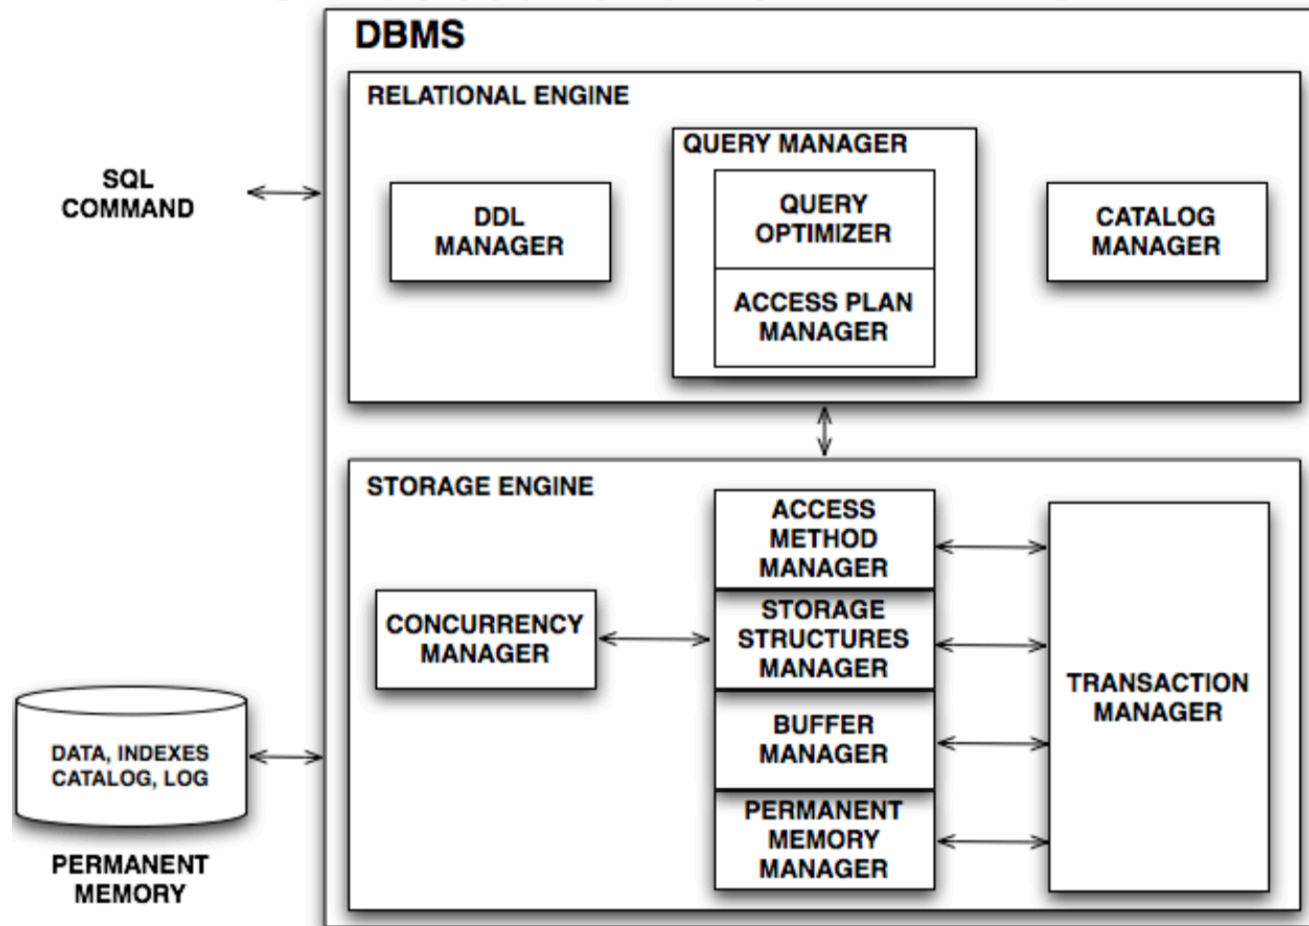 DBMS
RELATIONAL ENGINE
QUERY MANAGER
SQL
COMMAND
DDL
MANAGER
QUERY
OPTIMIZER
CATALOG
MANAGER
ACCESS PLAN
MANAGER
STORAGE ENGINE
ACCESS
METHOD
MANAGER
CONCURRENCY
MANAGER
STORAGE
STRUCTURES
MANAGER
TRANSACTION
MANAGER
BUFFER
MANAGER
PERMANENT
MEMORY
MANAGER
DATA, INDEXES
CATALOG, LOG
PERMANENT
MEMORY